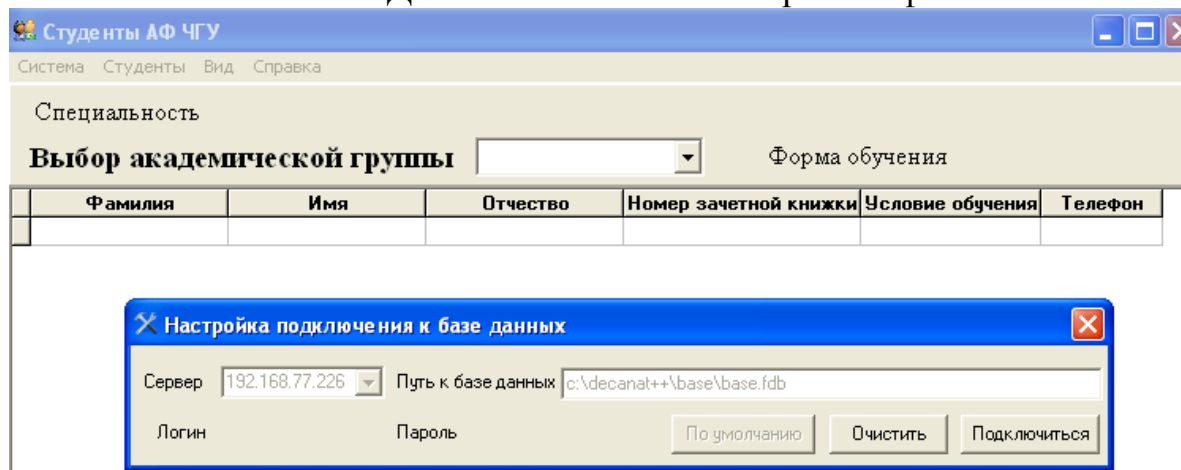 Студенты АФ ЧГУ
Система Студенты Вид Справка
Специальность
Выбор академической группы Форма обучения
Фамилия Имя Отчество Номер зачетной книжки Условие обучения Телефон
Настройка подключения к базе данных
Сервер 192.168.77.226 Путь к базе данных c:\decanat++\base\base.fdb
Логин Пароль По умолчанию Очистить Подключиться